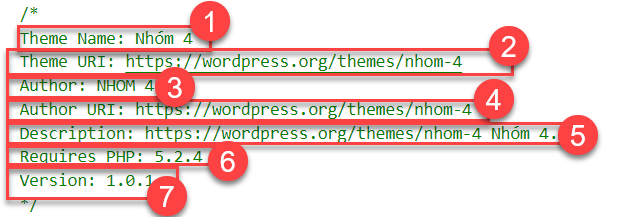 /*
Theme Name: Nhóm 4 1
Theme URI: https://wordpress.org/themes/nhom-4 2
Author: NHOM 4 3
Author URI: https://wordpress.org/themes/nhom-4 4
Description: https://wordpress.org/themes/nhom-4 Nhóm 4. 5
Requires PHP: 5.2.4 6
Version: 1.0.1 7
*/